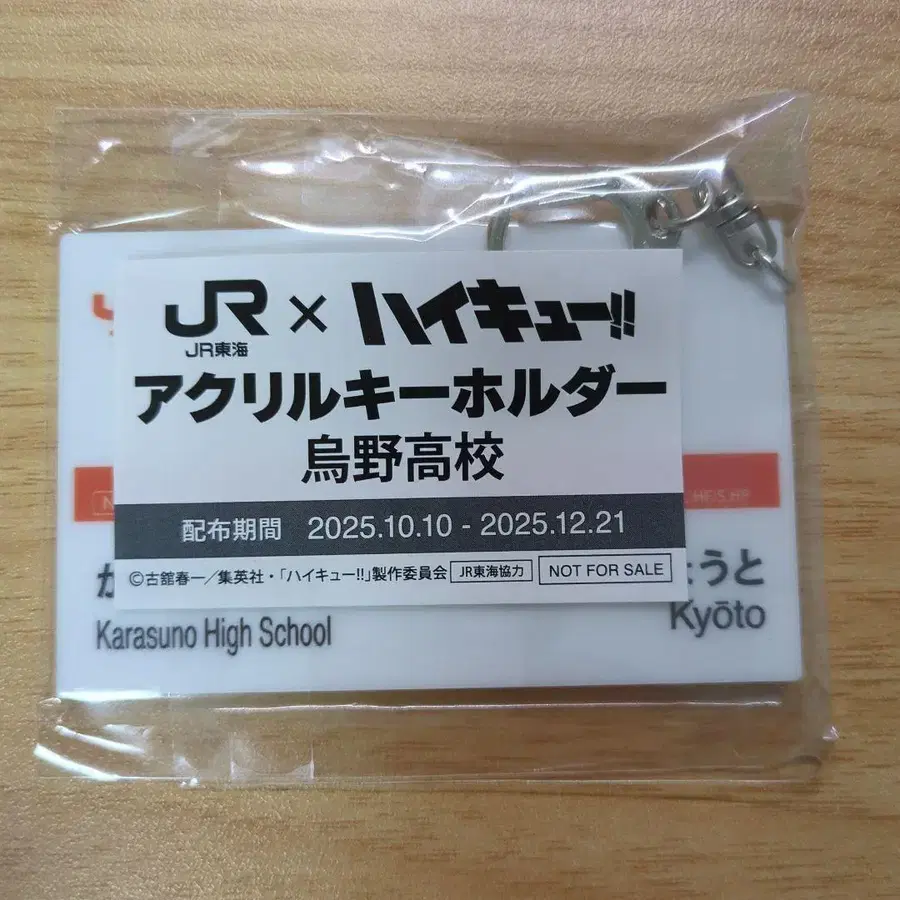 JR × ハイキュー!!
JR東海
アクリルキーホルダー
烏野高校
配布期間 2025.10.10 - 2025.12.21
©古舘春一／集英社・「ハイキュー!!」製作委員会 JR東海協力 NOT FOR SALE
ょうと
Karasuno High School
Kyōto